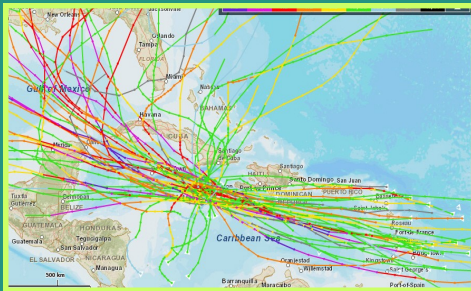 New Orleans
Jacksonville
Orlando
Tampa
FLORIDA
Miami
Gulf of Mexico
Nassau
BAHAMAS
Havana
CUBA
Merida
Santiago
de Cuba
HAITI
Santiago
Port-au-Prince
Santo Domingo
San Juan
DOMINICAN
REPUBLIC
PUERTO RICO
Tuxtla
Gutiérrez
Belmopan
BELIZE
GUATEMALA
HONDURAS
Guatemala
Tegucigalpa
San Salvador
EL SALVADOR
NICARAGUA
Managua
Caribbean Sea
Roseau
Fort-de-France
Kingstown
Saint George's
Oranjestad
Willemstad
Port-of-Spain
Barranquilla
Maracaibo
500 km